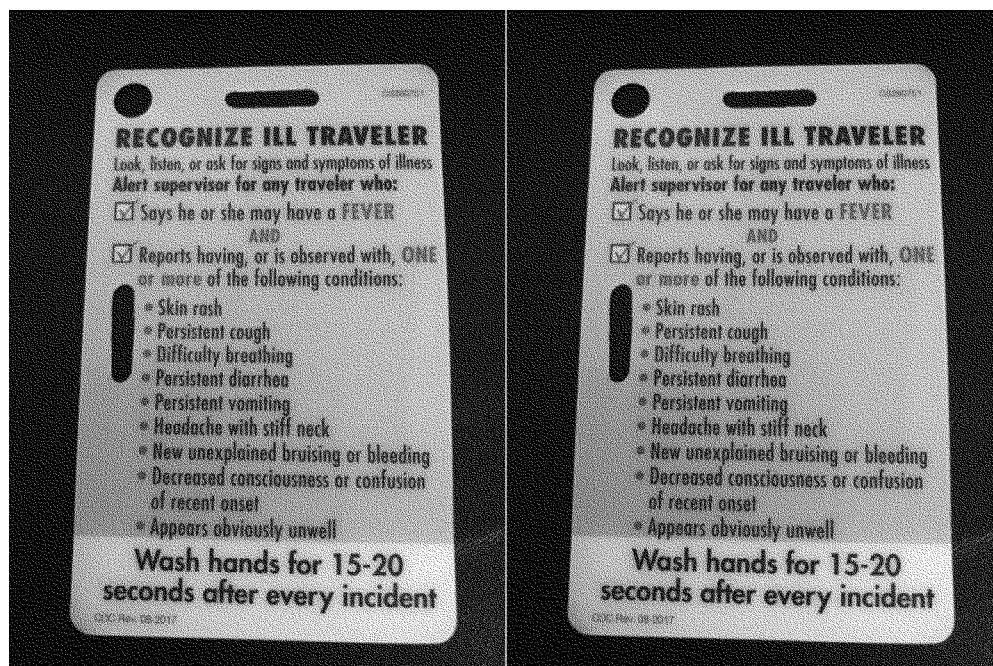 RECOGNIZE ILL TRAVELER
Look, listen, or ask for signs and symptoms of illness
Alert supervisor for any traveler who:
Says he or she may have a FEVER
AND
Reports having, or is observed with, ONE
or more of the following conditions:
• Skin rash
• Persistent cough
• Difficulty breathing
• Persistent diarrhea
• Persistent vomiting
• Headache with stiff neck
• New unexplained bruising or bleeding
• Decreased consciousness or confusion
of recent onset
• Appears obviously unwell
Wash hands for 15-20
seconds after every incident
CDC Rev. 08-2017
RECOGNIZE ILL TRAVELER
Look, listen, or ask for signs and symptoms of illness
Alert supervisor for any traveler who:
Says he or she may have a FEVER
AND
Reports having, or is observed with, ONE
or more of the following conditions:
• Skin rash
• Persistent cough
• Difficulty breathing
• Persistent diarrhea
• Persistent vomiting
• Headache with stiff neck
• New unexplained bruising or bleeding
• Decreased consciousness or confusion
of recent onset
• Appears obviously unwell
Wash hands for 15-20
seconds after every incident
CDC Rev. 08-2017